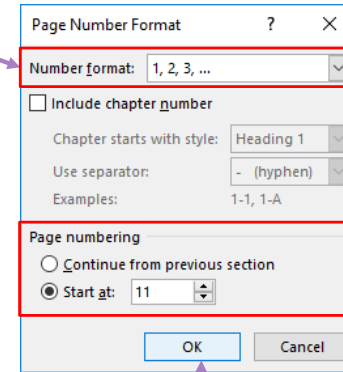 Page Number Format ?
Number format: 1, 2, 3, ...
Include chapter number
Chapter starts with style: Heading 1
Use separator: - (hyphen)
Examples: 1-1, 1-A
Page numbering
Continue from previous section
Start at: 11
OK Cancel